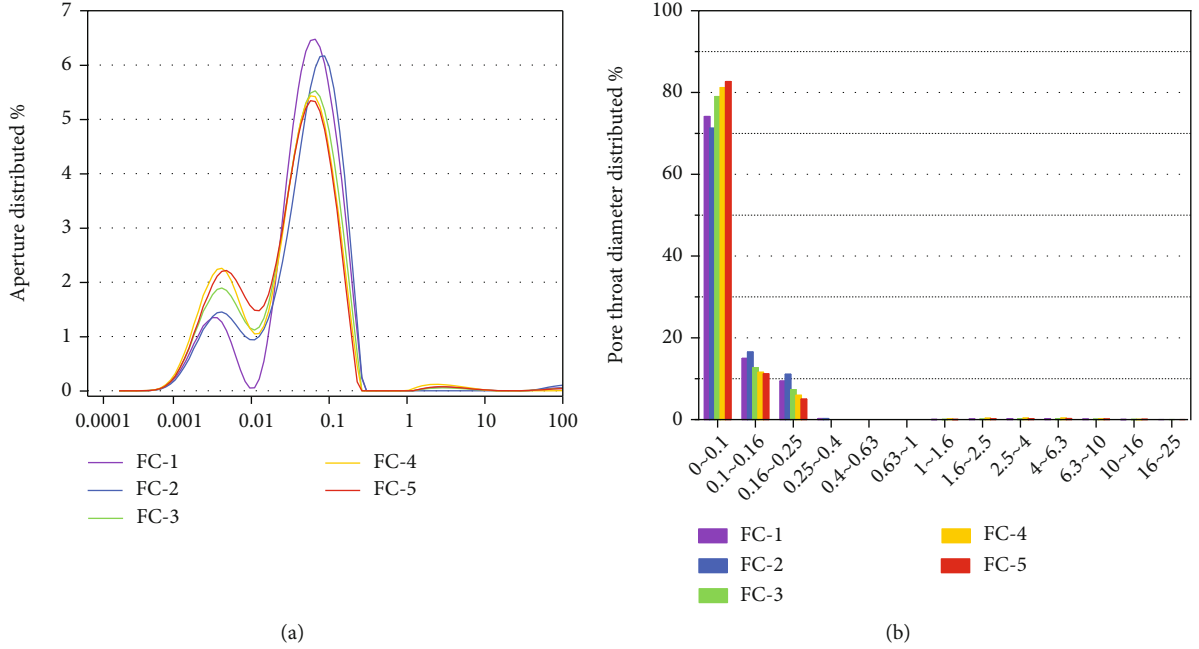 Aperture distributed %
7
6
5
4
3
2
1
0
0.0001 0.001 0.01 0.1 1 10 100
FC-1 FC-4
FC-2 FC-5
FC-3
(a)
Pore throat diameter distributed %
100
80
60
40
20
0
0~0.1 0.1~0.16 0.16~0.25 0.25~0.4 0.4~0.63 0.63~1 1~1.6 1.6~2.5 2.5~4 4~6.3 6.3~10 10~16 16~25
FC-1 FC-4
FC-2 FC-5
FC-3
(b)